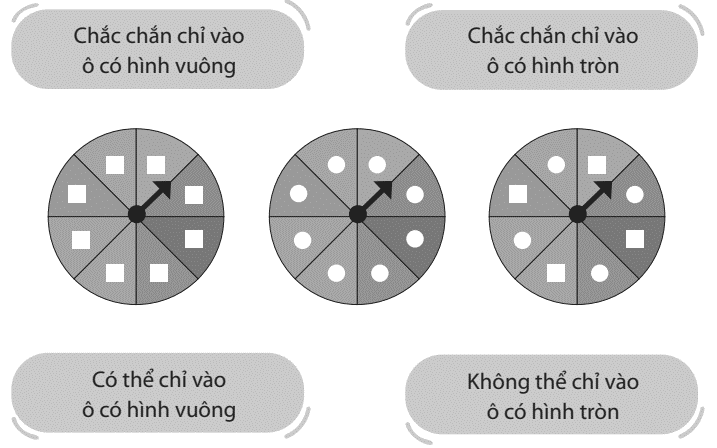 Chắc chắn chỉ vào
ô có hình vuông
Chắc chắn chỉ vào
ô có hình tròn
Có thể chỉ vào
ô có hình vuông
Không thể chỉ vào
ô có hình tròn